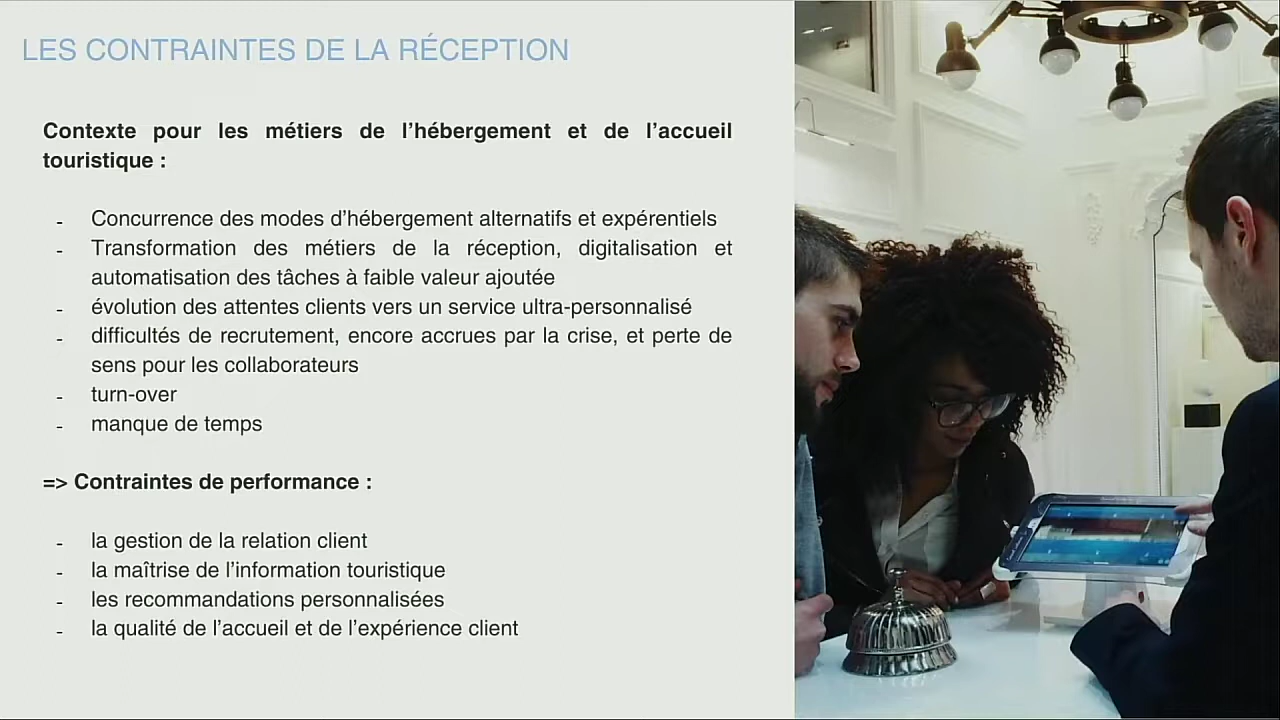 LES CONTRAINTES DE LA RÉCEPTION
Contexte pour les métiers de l’hébergement et de l’accueil
touristique :
- Concurrence des modes d’hébergement alternatifs et expérentiels
- Transformation des métiers de la réception, digitalisation et
automatisation des tâches à faible valeur ajoutée
- évolution des attentes clients vers un service ultra-personnalisé
- difficultés de recrutement, encore accrues par la crise, et perte de
sens pour les collaborateurs
- turn-over
- manque de temps
=> Contraintes de performance :
- la gestion de la relation client
- la maîtrise de l’information touristique
- les recommandations personnalisées
- la qualité de l’accueil et de l’expérience client